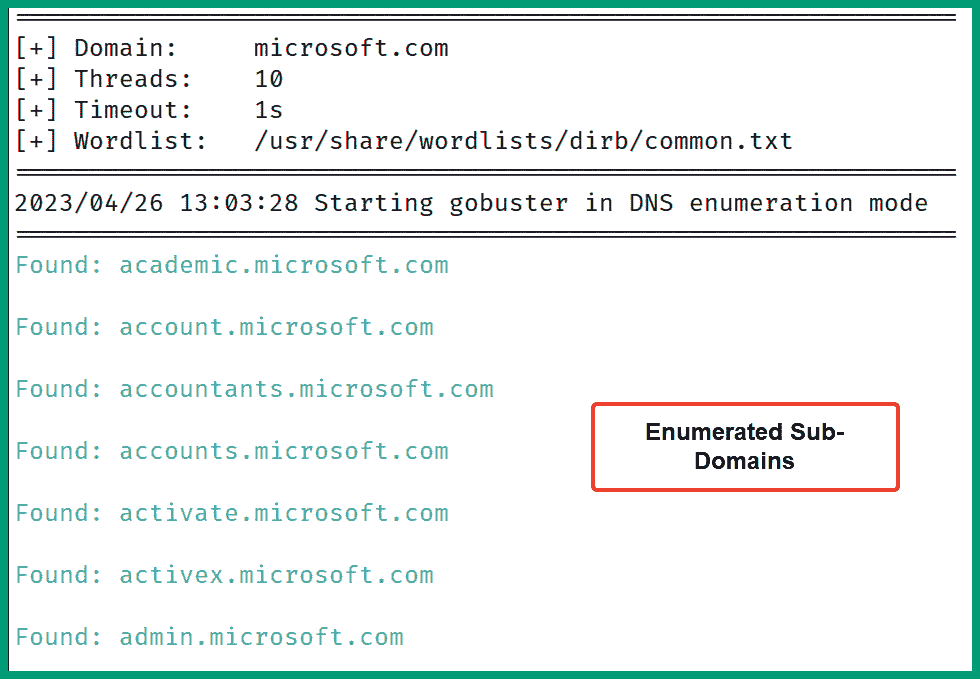 [+] Domain:     microsoft.com
[+] Threads:    10
[+] Timeout:    1s
[+] Wordlist:   /usr/share/wordlists/dirb/common.txt
2023/04/26 13:03:28 Starting gobuster in DNS enumeration mode
Found: academic.microsoft.com
Found: account.microsoft.com
Found: accountants.microsoft.com
Found: accounts.microsoft.com
Found: activate.microsoft.com
Found: activex.microsoft.com
Found: admin.microsoft.com
Enumerated Sub-
Domains